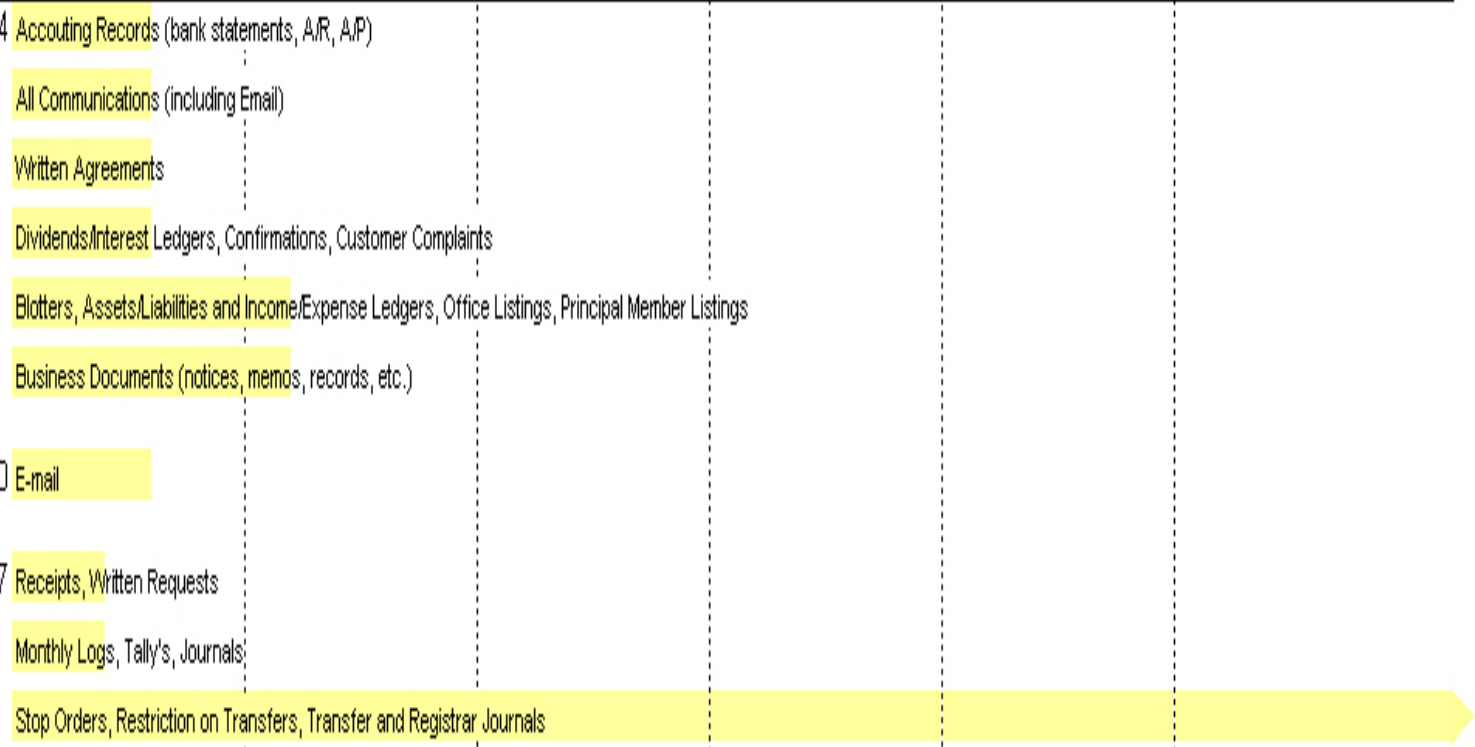 4 Accouting Records (bank statements, A/R, A/P)
All Communications (including Email)
Written Agreements
Dividends/Interest Ledgers, Confirmations, Customer Complaints
Blotters, Assets/Liabilities and Income/Expense Ledgers, Office Listings, Principal Member Listings
Business Documents (notices, memos, records, etc.)
E-mail
7 Receipts, Written Requests
Monthly Logs, Tally's, Journals
Stop Orders, Restriction on Transfers, Transfer and Registrar Journals